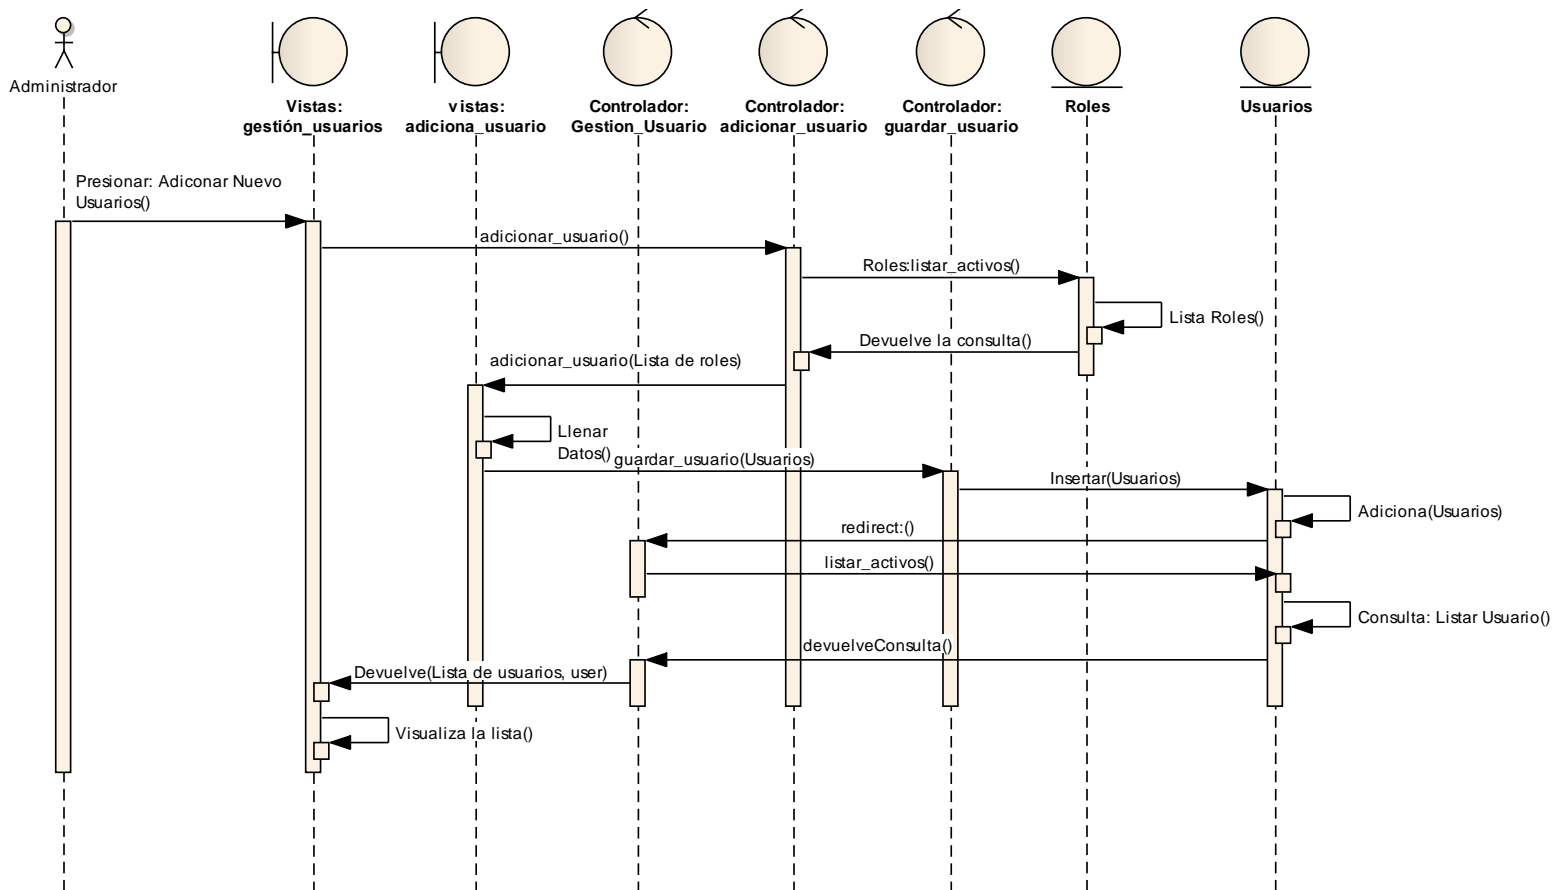 Administrador
Vistas:
gestión_usuarios
vistas:
adiciona_usuario
Controlador:
Gestion_Usuario
Controlador:
adicionar_usuario
Controlador:
guardar_usuario
Roles
Usuarios
Presionar: Adiconar Nuevo
Usuarios()
adicionar_usuario()
Roles:listar_activos()
Lista Roles()
Devuelve la consulta()
adicionar_usuario(Lista de roles)
Llenar
Datos()
guardar_usuario(Usuarios)
Insertar(Usuarios)
Adiciona(Usuarios)
redirect:()
listar_activos()
Consulta: Listar Usuario()
devuelveConsulta()
Devuelve(Lista de usuarios, user)
Visualiza la lista()